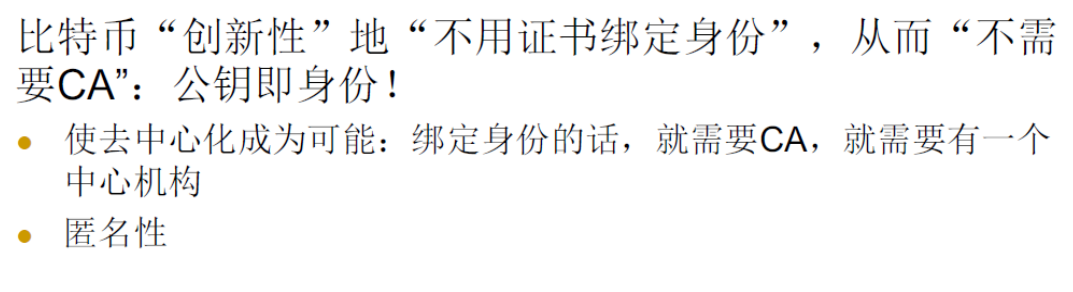 比特币“创新性”地“不用证书绑定身份”，从而“不需
要CA”：公钥即身份！
● 使去中心化成为可能：绑定身份的话，就需要CA，就需要有一个
中心机构
● 匿名性